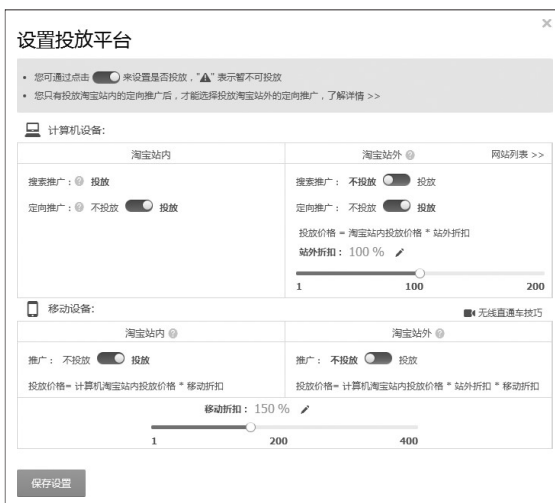 设置投放平台
• 您可通过点击 来设置是否投放，"⚠" 表示暂不可投放
• 您只有投放淘宝站内的定向推广后，才能选择投放淘宝站外的定向推广，了解详情 >>
计算机设备:
淘宝站内
淘宝站外 网站列表 >>
搜索推广： 投放
搜索推广： 不投放 投放
定向推广： 不投放 投放
定向推广： 不投放 投放
投放价格 = 淘宝站内投放价格 * 站外折扣
站外折扣： 100 %
1 100 200
移动设备:
无线直通车技巧
淘宝站内
淘宝站外
推广： 不投放 投放
推广： 不投放 投放
投放价格= 计算机淘宝站内投放价格 * 移动折扣
投放价格= 计算机淘宝站内投放价格 * 站外折扣 * 移动折扣
移动折扣： 150 %
1 200 400
保存设置